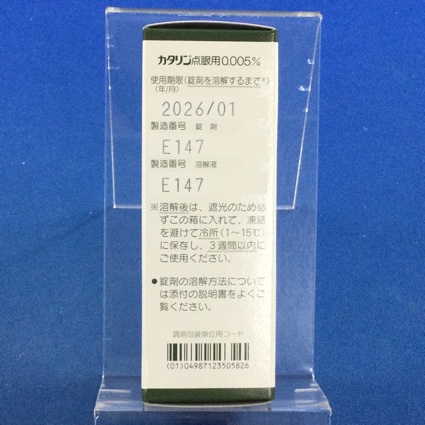 カタリン点眼用0.005%
使用期限(錠剤を溶解するまで*)
(年/月)
2026/01
製造番号 錠 剤
E147
製造番号 溶解液
E147
※溶解後は、遮光のため必
ずこの箱に入れて、凍結
を避けて冷所(1~15℃)
に保存し、3週間以内に
ご使用ください。
●錠剤の溶解方法について
は添付の説明書をよくご
覧ください。
調剤包装単位用コード
(01)04987123505826